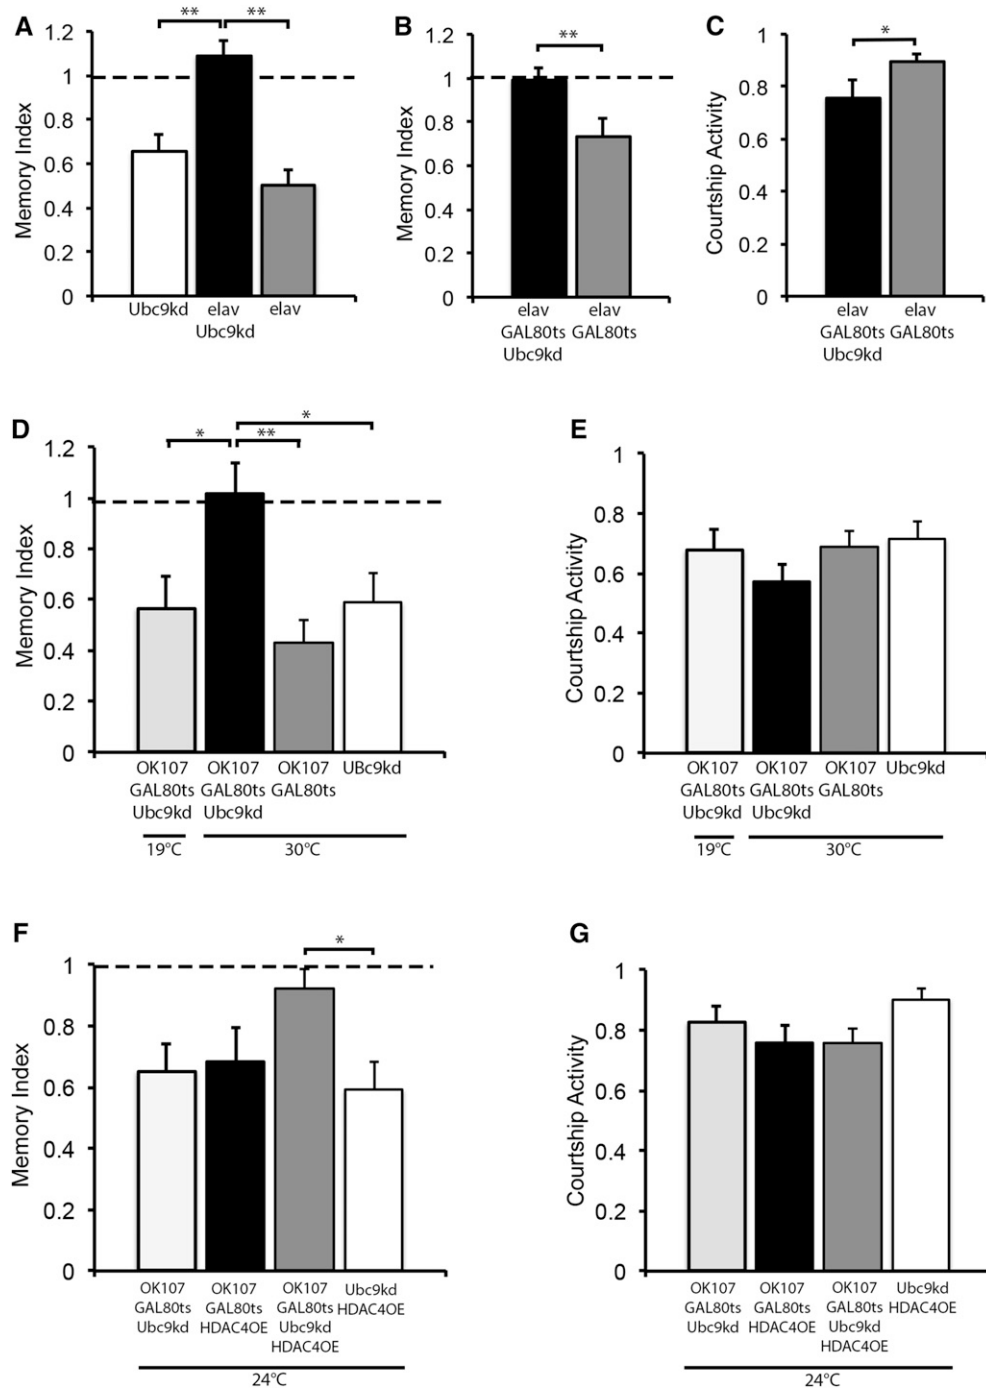 A
Memory Index
1.2
1
0.8
0.6
0.4
0.2
0
**
**
Ubc9kd
elav
Ubc9kd
elav
B
Memory Index
1.2
1
0.8
0.6
0.4
0.2
0
**
elav
GAL80ts
Ubc9kd
elav
GAL80ts
C
Courtship Activity
1
0.8
0.6
0.4
0.2
0
*
elav
GAL80ts
Ubc9kd
elav
GAL80ts
D
Memory Index
1.2
1
0.8
0.6
0.4
0.2
0
*
**
*
OK107
GAL80ts
Ubc9kd
OK107
GAL80ts
Ubc9kd
OK107
GAL80ts
UBc9kd
19°C
30°C
E
Courtship Activity
1
0.8
0.6
0.4
0.2
0
OK107
GAL80ts
Ubc9kd
OK107
GAL80ts
Ubc9kd
OK107
GAL80ts
Ubc9kd
19°C
30°C
F
Memory Index
1
0.8
0.6
0.4
0.2
0
*
OK107
GAL80ts
Ubc9kd
OK107
GAL80ts
HDAC4OE
OK107
GAL80ts
Ubc9kd
HDAC4OE
Ubc9kd
HDAC4OE
24°C
G
Courtship Activity
1
0.8
0.6
0.4
0.2
0
OK107
GAL80ts
Ubc9kd
OK107
GAL80ts
HDAC4OE
OK107
GAL80ts
Ubc9kd
HDAC4OE
Ubc9kd
HDAC4OE
24°C